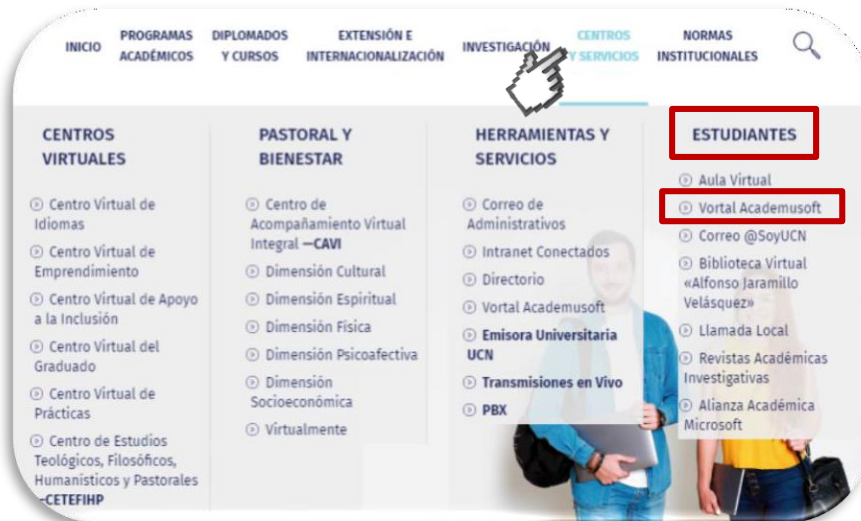 INICIO
PROGRAMAS
ACADÉMICOS
DIPLOMADOS
Y CURSOS
EXTENSIÓN E
INTERNACIONALIZACIÓN
INVESTIGACIÓN
CENTROS
Y SERVICIOS
NORMAS
INSTITUCIONALES
CENTROS
VIRTUALES
Centro Virtual de
Idiomas
Centro Virtual de
Emprendimiento
Centro Virtual de Apoyo
a la Inclusión
Centro Virtual del
Graduado
Centro Virtual de
Prácticas
Centro de Estudios
Teológicos, Filosóficos,
Humanísticos y Pastorales
—CETEFIHP
PASTORAL Y
BIENESTAR
Centro de
Acompañamiento Virtual
Integral —CAVI
Dimensión Cultural
Dimensión Espiritual
Dimensión Física
Dimensión Psicoafectiva
Dimensión
Socioeconómica
Virtualmente
HERRAMIENTAS Y
SERVICIOS
Correo de
Administrativos
Intranet Conectados
Directorio
Vortal Academusoft
Emisora Universitaria
UCN
Transmisiones en Vivo
PBX
ESTUDIANTES
Aula Virtual
Vortal Academusoft
Correo @SoyUCN
Biblioteca Virtual
«Alfonso Jaramillo
Velásquez»
Llamada Local
Revistas Académicas
Investigativas
Alianza Académica
Microsoft